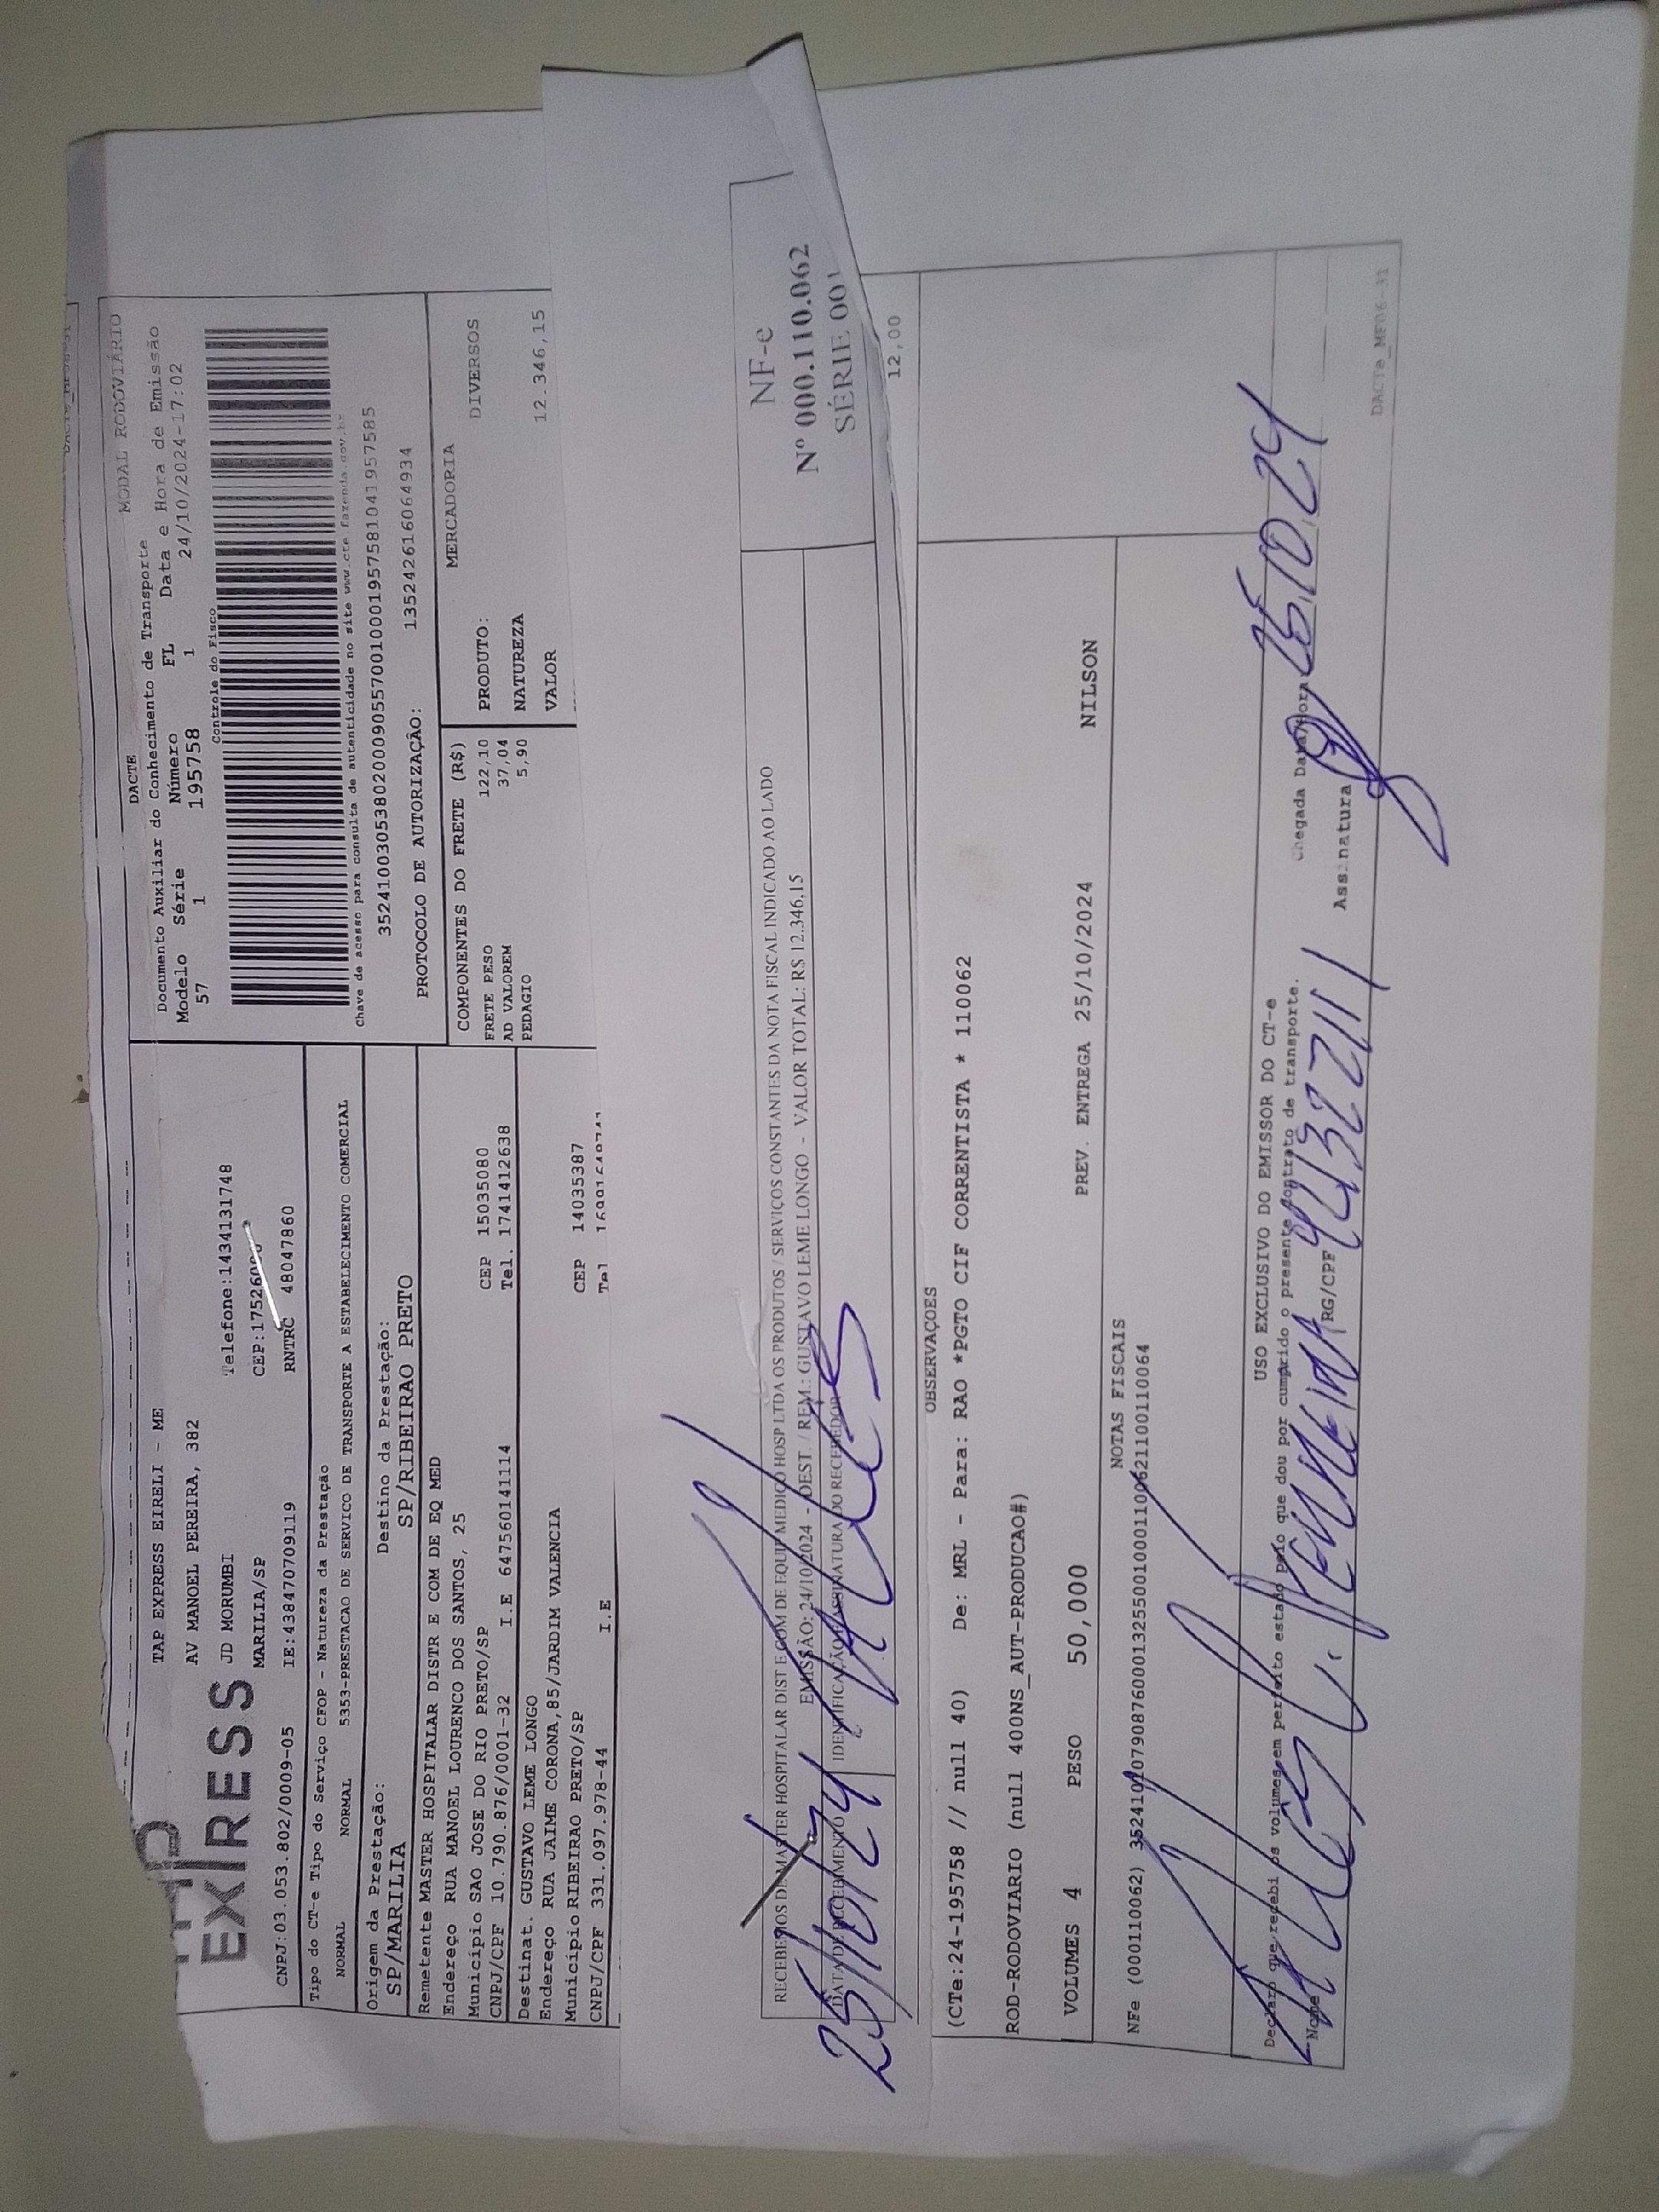 EXPRESS
TAP EXPRESS EIRELI - ME
AV MANOEL PEREIRA, 382
JD MORUMBI Telefone:1434131748
MARILIA/SP CEP:17526
CNPJ:03.053.802/0009-05 IE:438470709119 RNTRC 48047860
DACTE MODAL RODOVIÁRIO
Documento Auxiliar do Conhecimento de Transporte
Modelo Série Número FL Data e Hora de Emissão
57 1 195758 1 24/10/2024-17:02
Controle do Fisco
Chave de acesso para consulta de autenticidade no site www.cte.fazenda.gov.br
35241003053802000905570010001957581041957585
PROTOCOLO DE AUTORIZAÇÃO: 135242616064934
Tipo do CT-e Tipo do Serviço CFOP - Natureza da Prestação
NORMAL NORMAL 5353-PRESTACAO DE SERVICO DE TRANSPORTE A ESTABELECIMENTO COMERCIAL
Origem da Prestação: Destino da Prestação:
SP/MARILIA SP/RIBEIRAO PRETO
Remetente MASTER HOSPITALAR DISTR E COM DE EQ MED
Endereço RUA MANOEL LOURENCO DOS SANTOS, 25
Município SAO JOSE DO RIO PRETO/SP CEP 15035080
CNPJ/CPF 10.790.876/0001-32 I.E 647560141114 Tel. 1741412638
Destinat. GUSTAVO LEME LONGO
Endereço RUA JAIME CORONA,85/JARDIM VALENCIA
Município RIBEIRAO PRETO/SP CEP 14035387
CNPJ/CPF 331.097.978-44 I.E Tel
COMPONENTES DO FRETE (R$)
FRETE PESO 122,10
AD VALOREM 37,04
PEDAGIO 5,90
MERCADORIA
PRODUTO: DIVERSOS
NATUREZA
VALOR 12.346,15
RECEBEMOS DE MASTER HOSPITALAR DIST E COM DE EQUIP MEDICO HOSP LTDA OS PRODUTOS / SERVIÇOS CONSTANTES DA NOTA FISCAL INDICADO AO LADO
EMISSÃO: 24/10/2024 - DEST. / REM.: GUSTAVO LEME LONGO - VALOR TOTAL: R$ 12.346,15
DATA DE RECEBIMENTO IDENTIFICAÇÃO E ASSINATURA DO RECEBEDOR
25/10/24
NF-e
Nº 000.110.062
SÉRIE 001
12,00
OBSERVAÇOES
(CTe:24-195758 // null 40) De: MRL - Para: RAO *PGTO CIF CORRENTISTA * 110062
ROD-RODOVIARIO (null 400NS_AUT-PRODUCAO#)
VOLUMES 4 PESO 50,000 PREV. ENTREGA 25/10/2024 NILSON
NOTAS FISCAIS
NFe (000110062) 35241010790876000132550010001100621100110064
USO EXCLUSIVO DO EMISSOR DO CT-e
Declaro que recebi os volumes em perfeito estado pelo que dou por cumprido o presente contrato de transporte.
Nome RG/CPF Chegada Data/Hora 25.10.24
Assinatura
DACTe_MF06-31